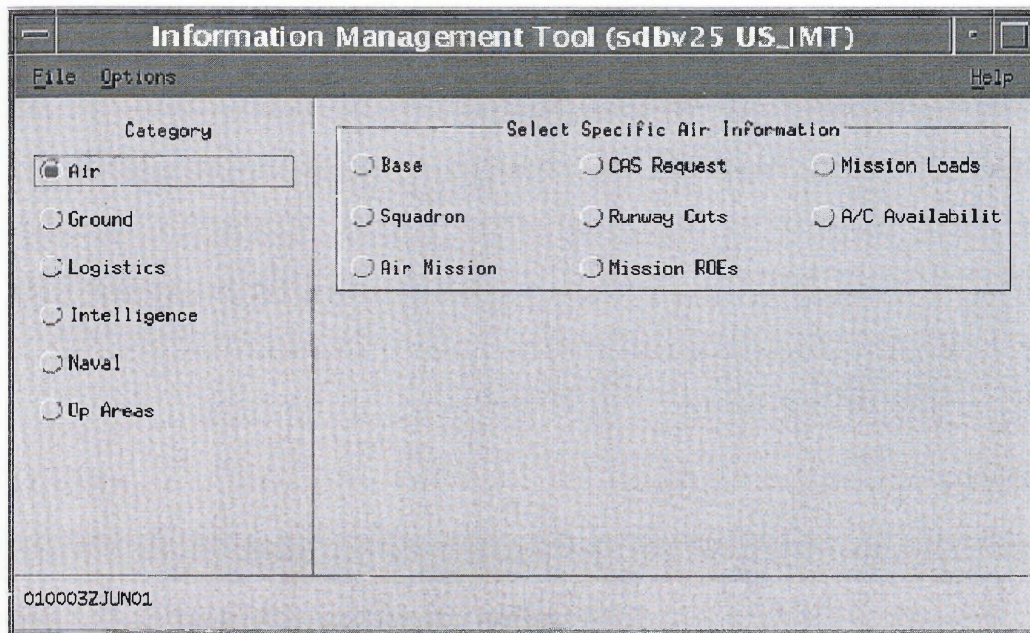 Information Management Tool (sdbv25 US_IMT)
File Options Help
Category
Air
Ground
Logistics
Intelligence
Naval
Op Areas
Select Specific Air Information
Base CAS Request Mission Loads
Squadron Runway Cuts A/C Availabilit
Air Mission Mission ROEs
010003ZJUN01